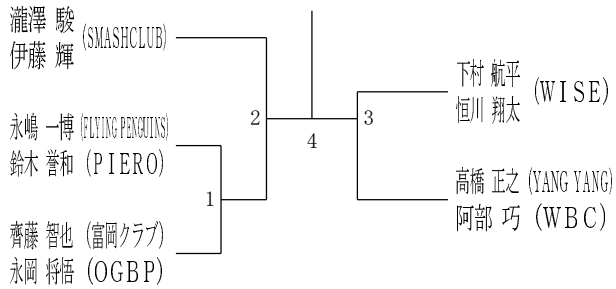 瀧澤 駿
伊藤 輝
(SMASHCLUB)
永嶋 一博 (FLYING PENGUINS)
鈴木 誉和 (PIERO)
齊藤 智也 (富岡クラブ)
永岡 将悟 (OGBP)
1
2
4
3
下村 航平
恒川 翔太
(WISE)
高橋 正之 (YANG YANG)
阿部 巧 (WBC)